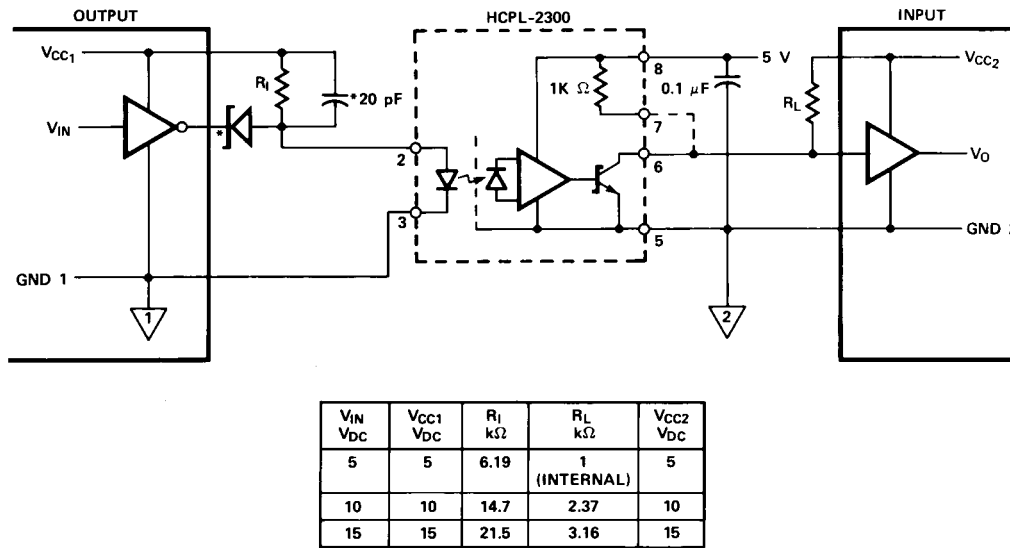 OUTPUT
HCPL-2300
INPUT
VCC1
RI
*20 pF
VIN
*
2
3
GND 1
1
1K Ω
8
7
6
5
5 V
0.1 μF
2
RL
VCC2
VO
GND
VIN VDC
VCC1 VDC
RI kΩ
RL kΩ
VCC2 VDC
5 5 6.19 1 (INTERNAL) 5
10 10 14.7 2.37 10
15 15 21.5 3.16 15